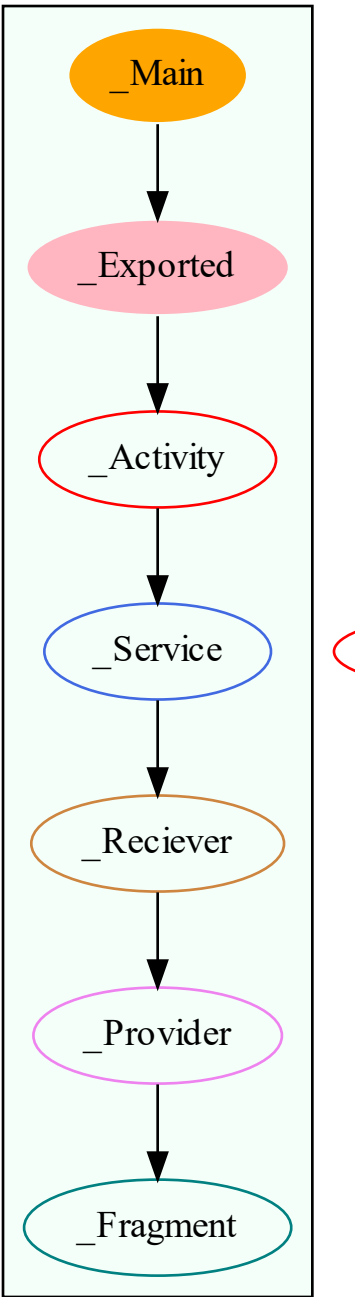 _Main
_Exported
_Activity
_Service
_Reciever
_Provider
_Fragment